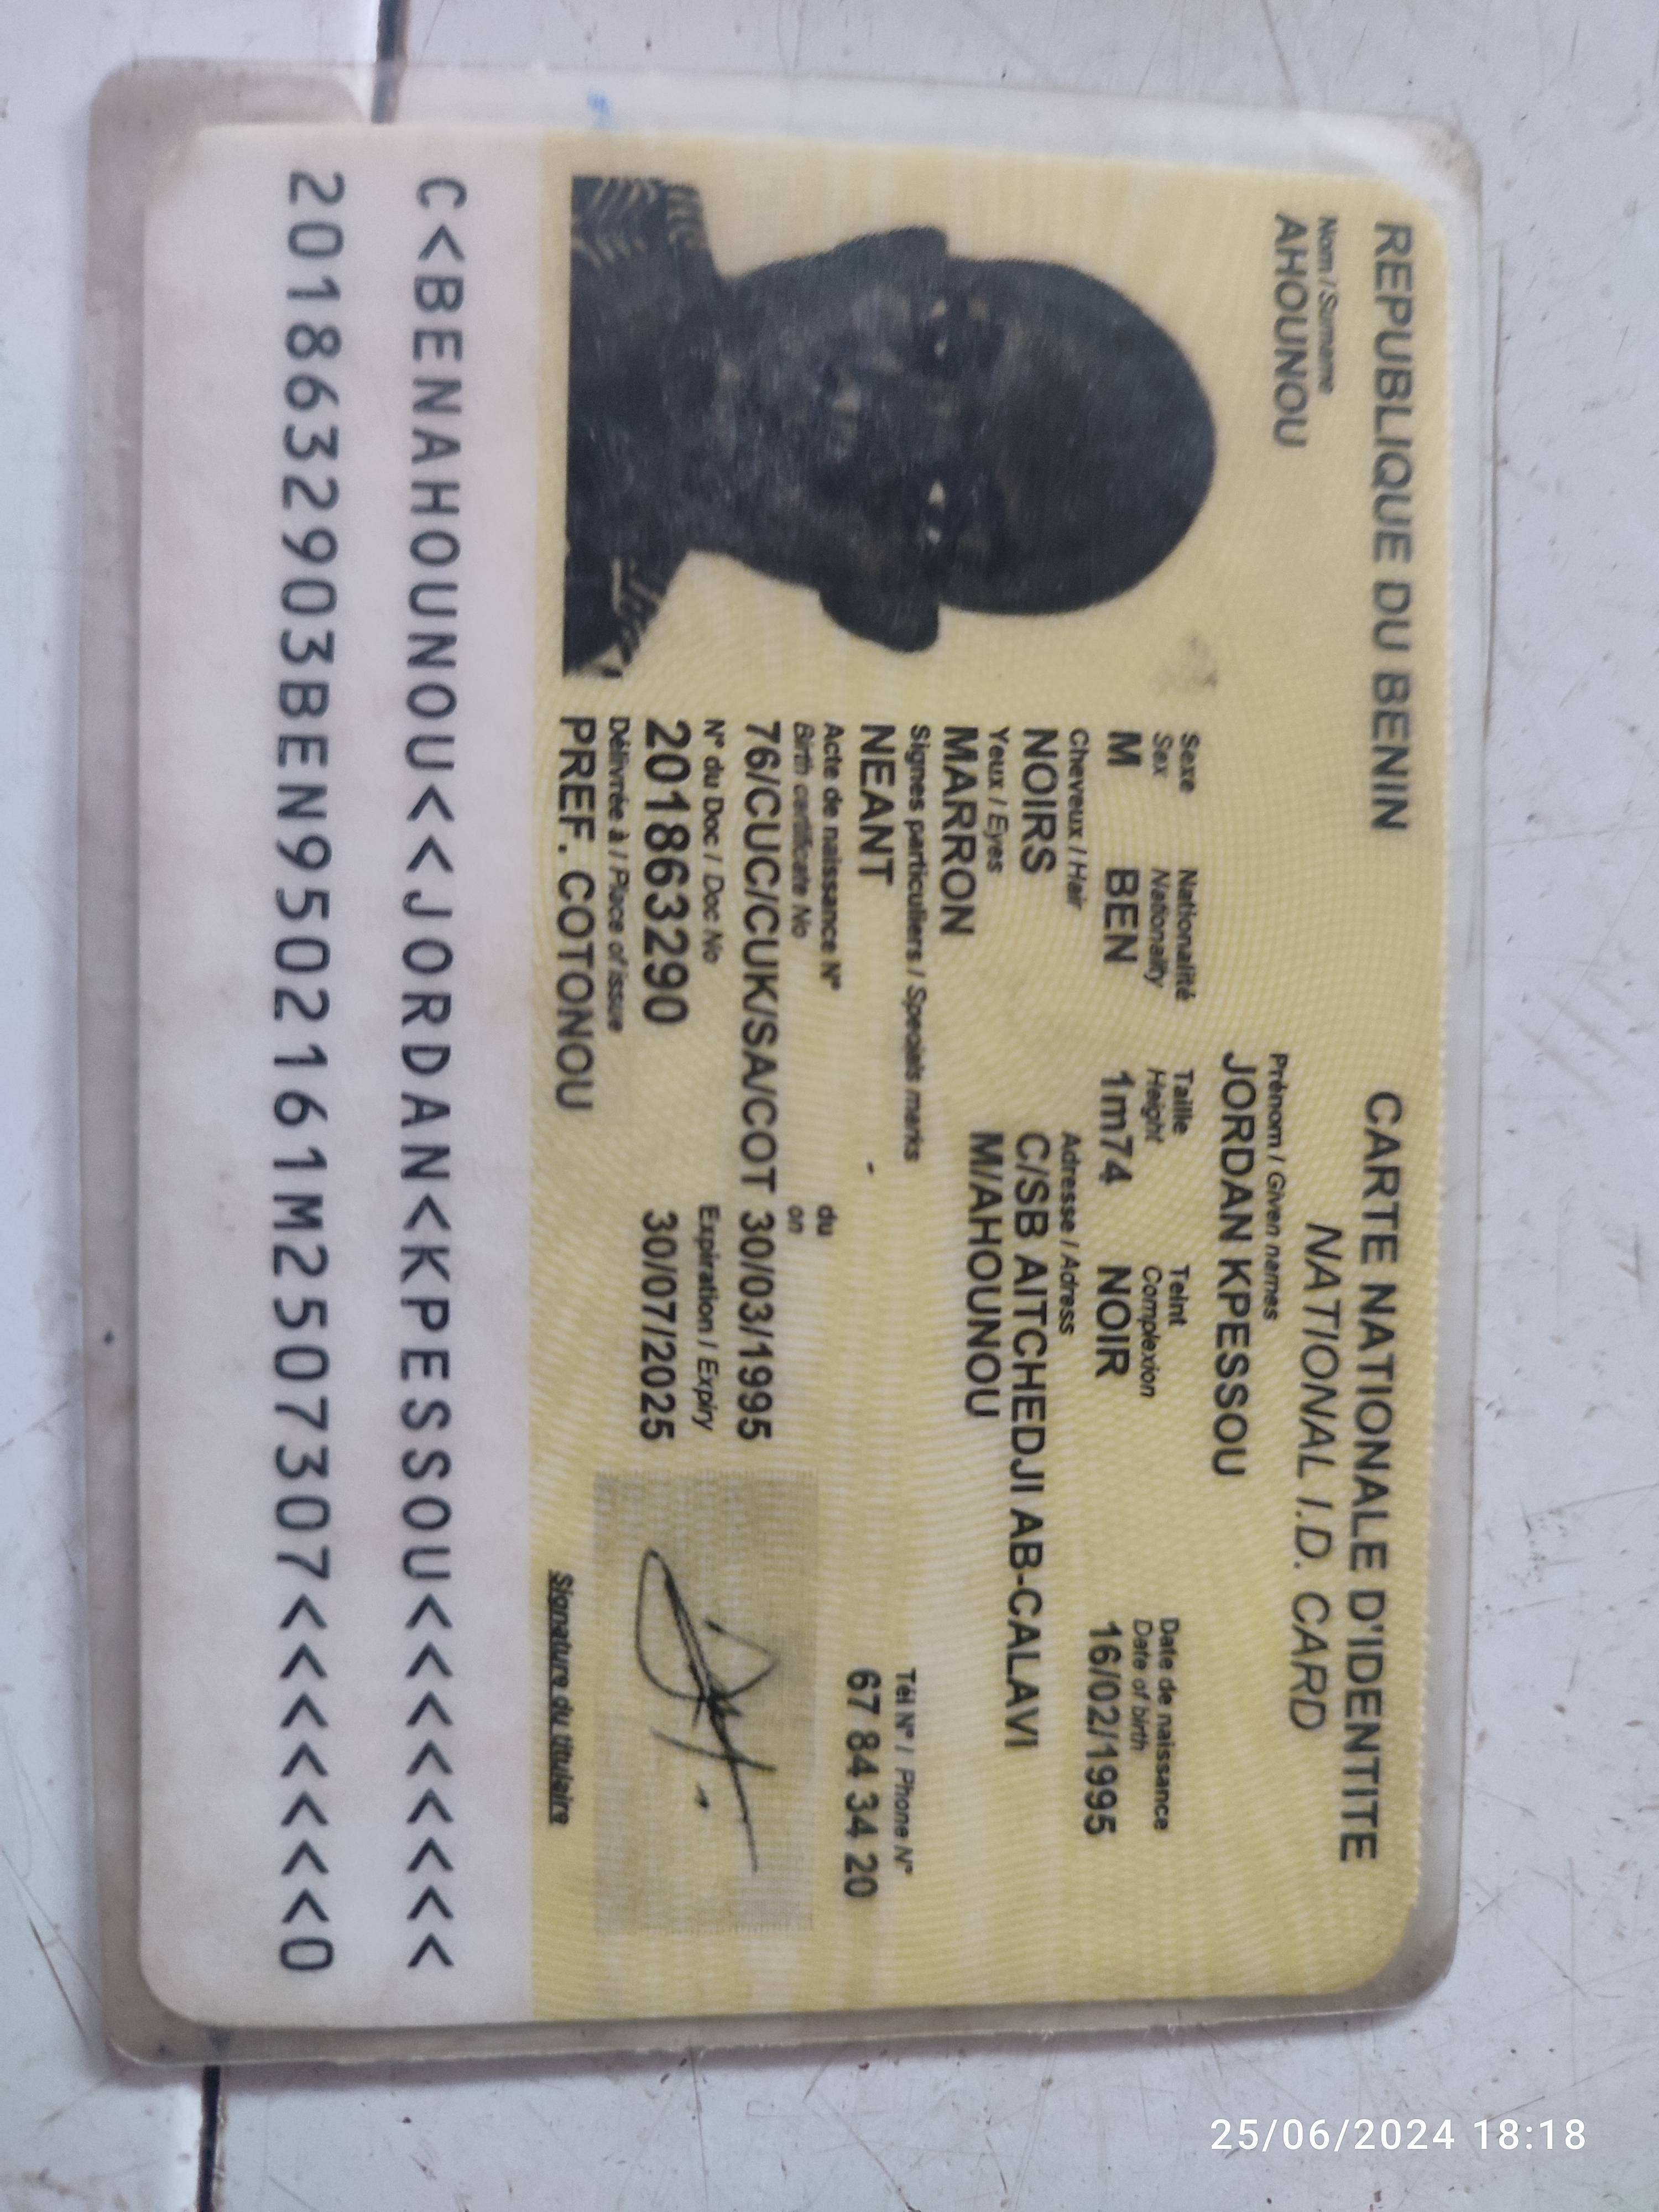 REPUBLIQUE DU BENIN
CARTE NATIONALE D'IDENTITE
NATIONAL I.D. CARD
Nom / Surname
AHOUNOU
Prénom / Given names
JORDAN KPESSOU
Sexe Nationalité Taille Teint Date de naissance
Sex Nationality Height Complexion Date of birth
M BEN 1m74 NOIR 16/02/1995
Cheveux / Hair Adresse / Adress
NOIRS C/SB AITCHEDJI AB-CALAVI
Yeux / Eyes M/AHOUNOU
MARRON
Signes particuliers / Specials marks Tél N° / Phone N°
NEANT - 67 84 34 20
Acte de naissance N° du
Birth certificate No on
76/CUC/CUK/SA/COT 30/03/1995
N° du Doc / Doc No Expiration / Expiry
2018632290 30/07/2025
Délivrée à / Place of issue
PREF. COTONOU
Signature du titulaire
C<BENAHOUNOU<<JORDAN<KPESSOU<<<<<<<<
20186322903BEN9502161M2507307<<<<<<<0
25/06/2024 18:18